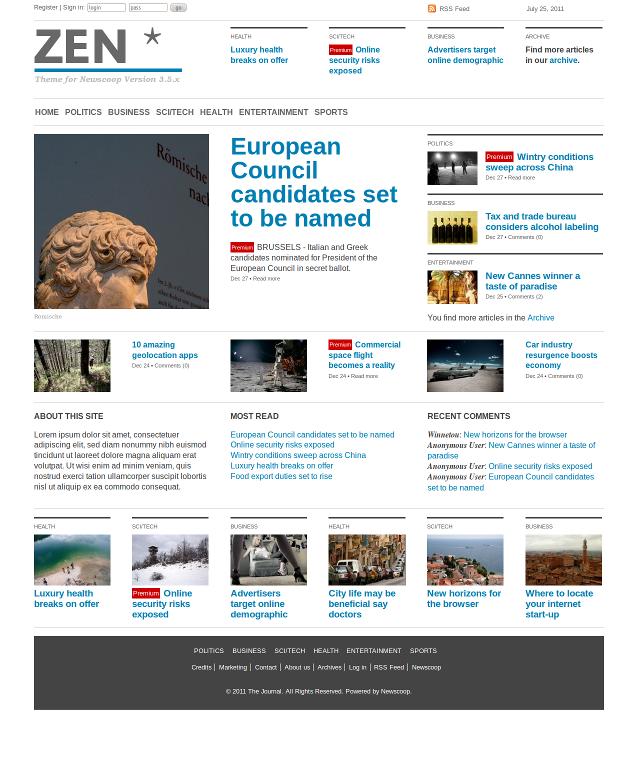 Register | Sign in: login pass go
RSS Feed
July 25, 2011
ZEN *
Theme for Newscoop Version 3.5.x
HEALTH
Luxury health
breaks on offer
SCI/TECH
Premium Online
security risks
exposed
BUSINESS
Advertisers target
online demographic
ARCHIVE
Find more articles
in our archive.
HOME POLITICS BUSINESS SCI/TECH HEALTH ENTERTAINMENT SPORTS
Römische
nach
Römische
European
Council
candidates set
to be named
Premium BRUSSELS - Italian and Greek
candidates nominated for President of the
European Council in secret ballot.
Dec 27 • Read more
POLITICS
Premium Wintry conditions
sweep across China
Dec 27 • Read more
BUSINESS
Tax and trade bureau
considers alcohol labeling
Dec 27 • Comments (0)
ENTERTAINMENT
New Cannes winner a
taste of paradise
Dec 25 • Comments (2)
You find more articles in the Archive
10 amazing
geolocation apps
Dec 24 • Comments (0)
Premium Commercial
space flight
becomes a reality
Dec 24 • Read more
Car industry
resurgence boosts
economy
Dec 24 • Comments (0)
ABOUT THIS SITE
Lorem ipsum dolor sit amet, consectetuer
adipiscing elit, sed diam nonummy nibh euismod
tincidunt ut laoreet dolore magna aliquam erat
volutpat. Ut wisi enim ad minim veniam, quis
nostrud exerci tation ullamcorper suscipit lobortis
nisl ut aliquip ex ea commodo consequat.
MOST READ
European Council candidates set to be named
Online security risks exposed
Wintry conditions sweep across China
Luxury health breaks on offer
Food export duties set to rise
RECENT COMMENTS
Winnetou: New horizons for the browser
Anonymous User: New Cannes winner a taste of
paradise
Anonymous User: Online security risks exposed
Anonymous User: European Council candidates
set to be named
HEALTH
Luxury health
breaks on offer
SCI/TECH
Premium Online
security risks
exposed
BUSINESS
Advertisers
target online
demographic
HEALTH
City life may be
beneficial say
doctors
SCI/TECH
New horizons for
the browser
BUSINESS
Where to locate
your internet
start-up
POLITICS BUSINESS SCI/TECH HEALTH ENTERTAINMENT SPORTS
Credits | Marketing | Contact | About us | Archives | Log in | RSS Feed | Newscoop
© 2011 The Journal. All Rights Reserved. Powered by Newscoop.